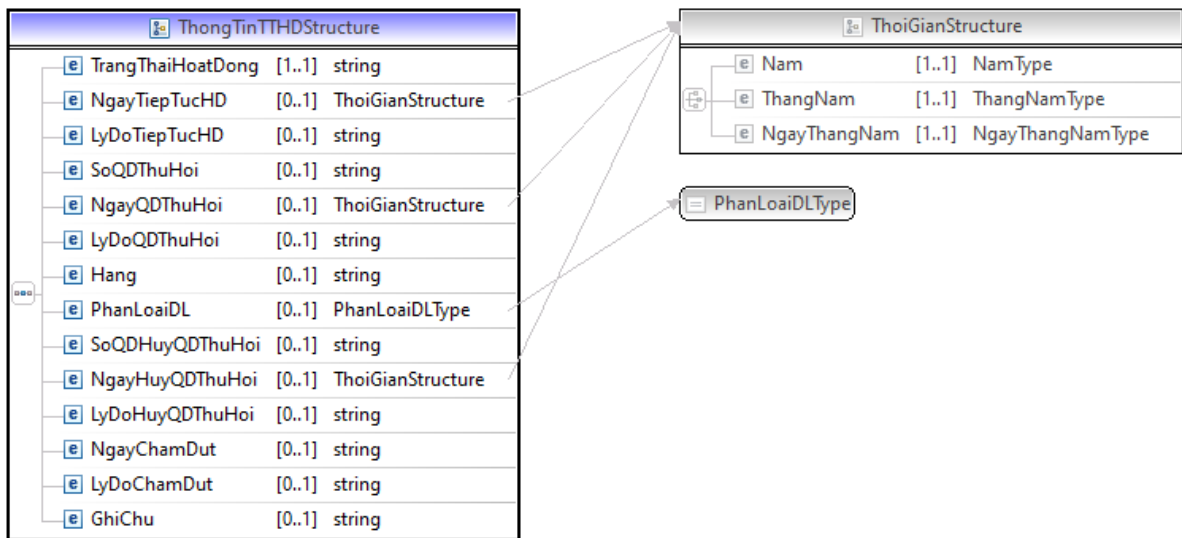 ThongTinTTHDStructure
TrangThaiHoatDong [1..1] string
NgayTiepTucHD [0..1] ThoiGianStructure
LyDoTiepTucHD [0..1] string
SoQDThuHoi [0..1] string
NgayQDThuHoi [0..1] ThoiGianStructure
LyDoQDThuHoi [0..1] string
Hang [0..1] string
PhanLoaiDL [0..1] PhanLoaiDLType
SoQDHuyQDThuHoi [0..1] string
NgayHuyQDThuHoi [0..1] ThoiGianStructure
LyDoHuyQDThuHoi [0..1] string
NgayChamDut [0..1] string
LyDoChamDut [0..1] string
GhiChu [0..1] string
ThoiGianStructure
Nam [1..1] NamType
ThangNam [1..1] ThangNamType
NgayThangNam [1..1] NgayThangNamType
PhanLoaiDLType